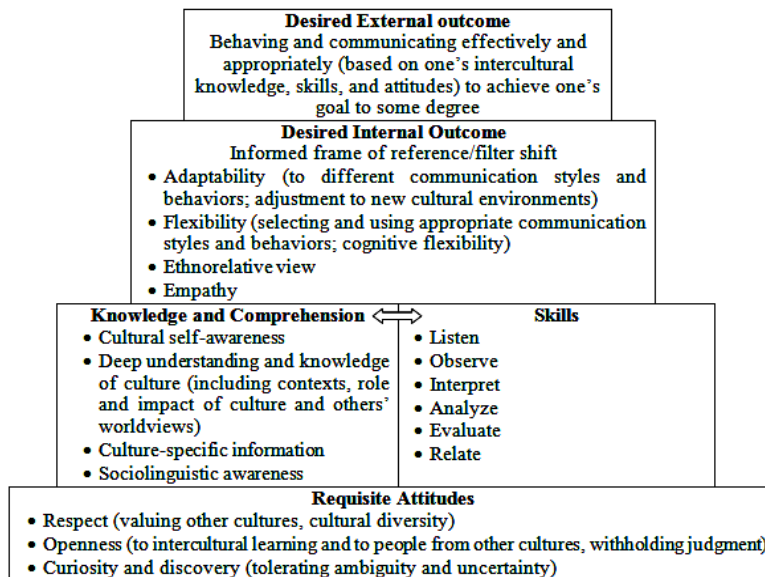 Desired External outcome
Behaving and communicating effectively and
appropriately (based on one's intercultural
knowledge, skills, and attitudes) to achieve one's
goal to some degree
Desired Internal Outcome
Informed frame of reference/filter shift
• Adaptability (to different communication styles and
behaviors; adjustment to new cultural environments)
• Flexibility (selecting and using appropriate communication
styles and behaviors; cognitive flexibility)
• Ethnorelative view
• Empathy
Knowledge and Comprehension
• Cultural self-awareness
• Deep understanding and knowledge
of culture (including contexts, role
and impact of culture and others'
worldviews)
• Culture-specific information
• Sociolinguistic awareness
Skills
• Listen
• Observe
• Interpret
• Analyze
• Evaluate
• Relate
Requisite Attitudes
• Respect (valuing other cultures, cultural diversity)
• Openness (to intercultural learning and to people from other cultures, withholding judgment)
• Curiosity and discovery (tolerating ambiguity and uncertainty)